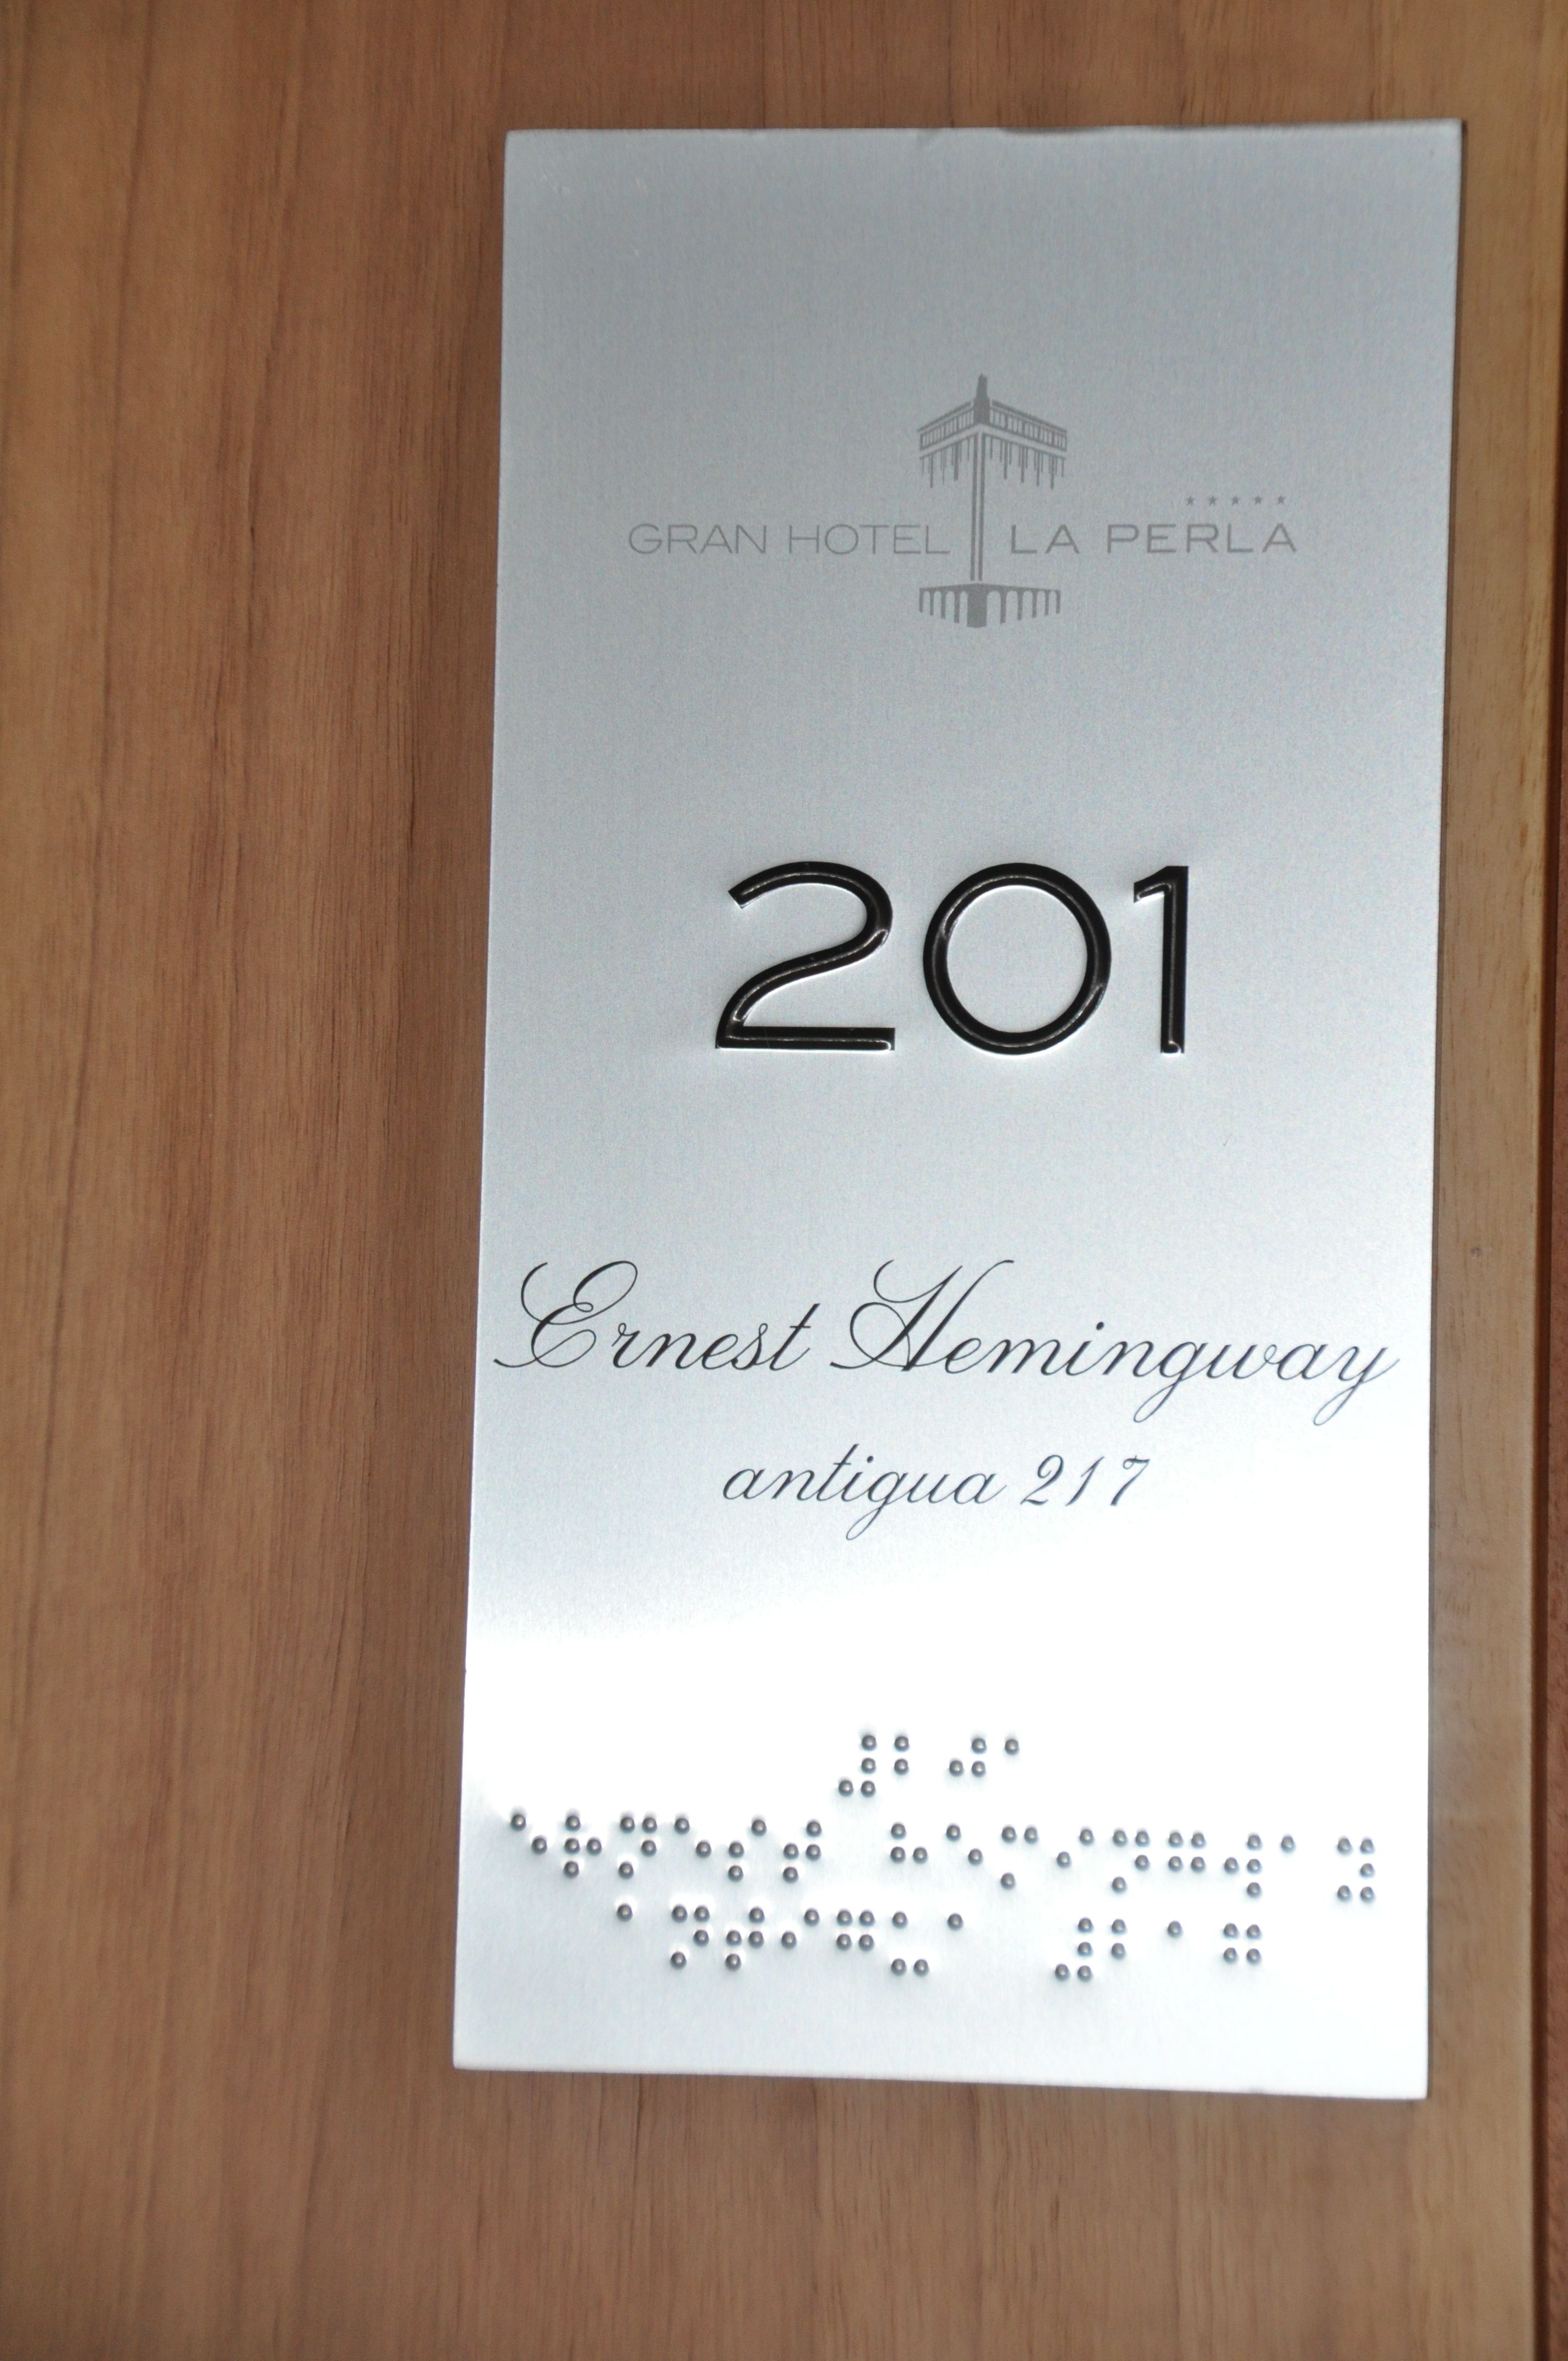 GRAN HOTEL LA PERLA
201
Ernest Hemingway
antigua 217
⠼⠃⠚⠁
⠑⠗⠝⠑⠎⠞ ⠓⠑⠍⠊⠝⠛⠺⠁⠽
⠁⠝⠞⠊⠛⠥⠁ ⠼⠃⠁⠛